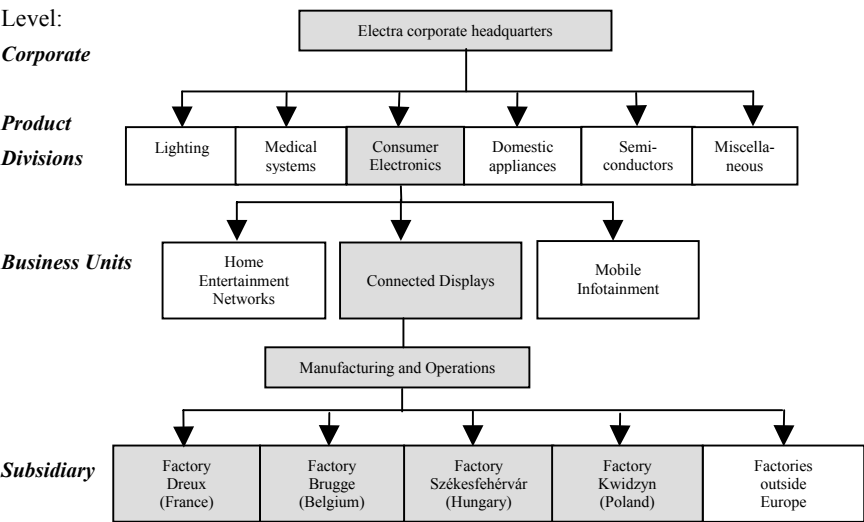 Level:
Corporate
Electra corporate headquarters
Product
Divisions
Lighting
Medical
systems
Consumer
Electronics
Domestic
appliances
Semi-
conductors
Miscella-
neous
Business Units
Home
Entertainment
Networks
Connected Displays
Mobile
Infotainment
Manufacturing and Operations
Subsidiary
Factory
Dreux
(France)
Factory
Brugge
(Belgium)
Factory
Székesfehérvár
(Hungary)
Factory
Kwidzyn
(Poland)
Factories
outside
Europe